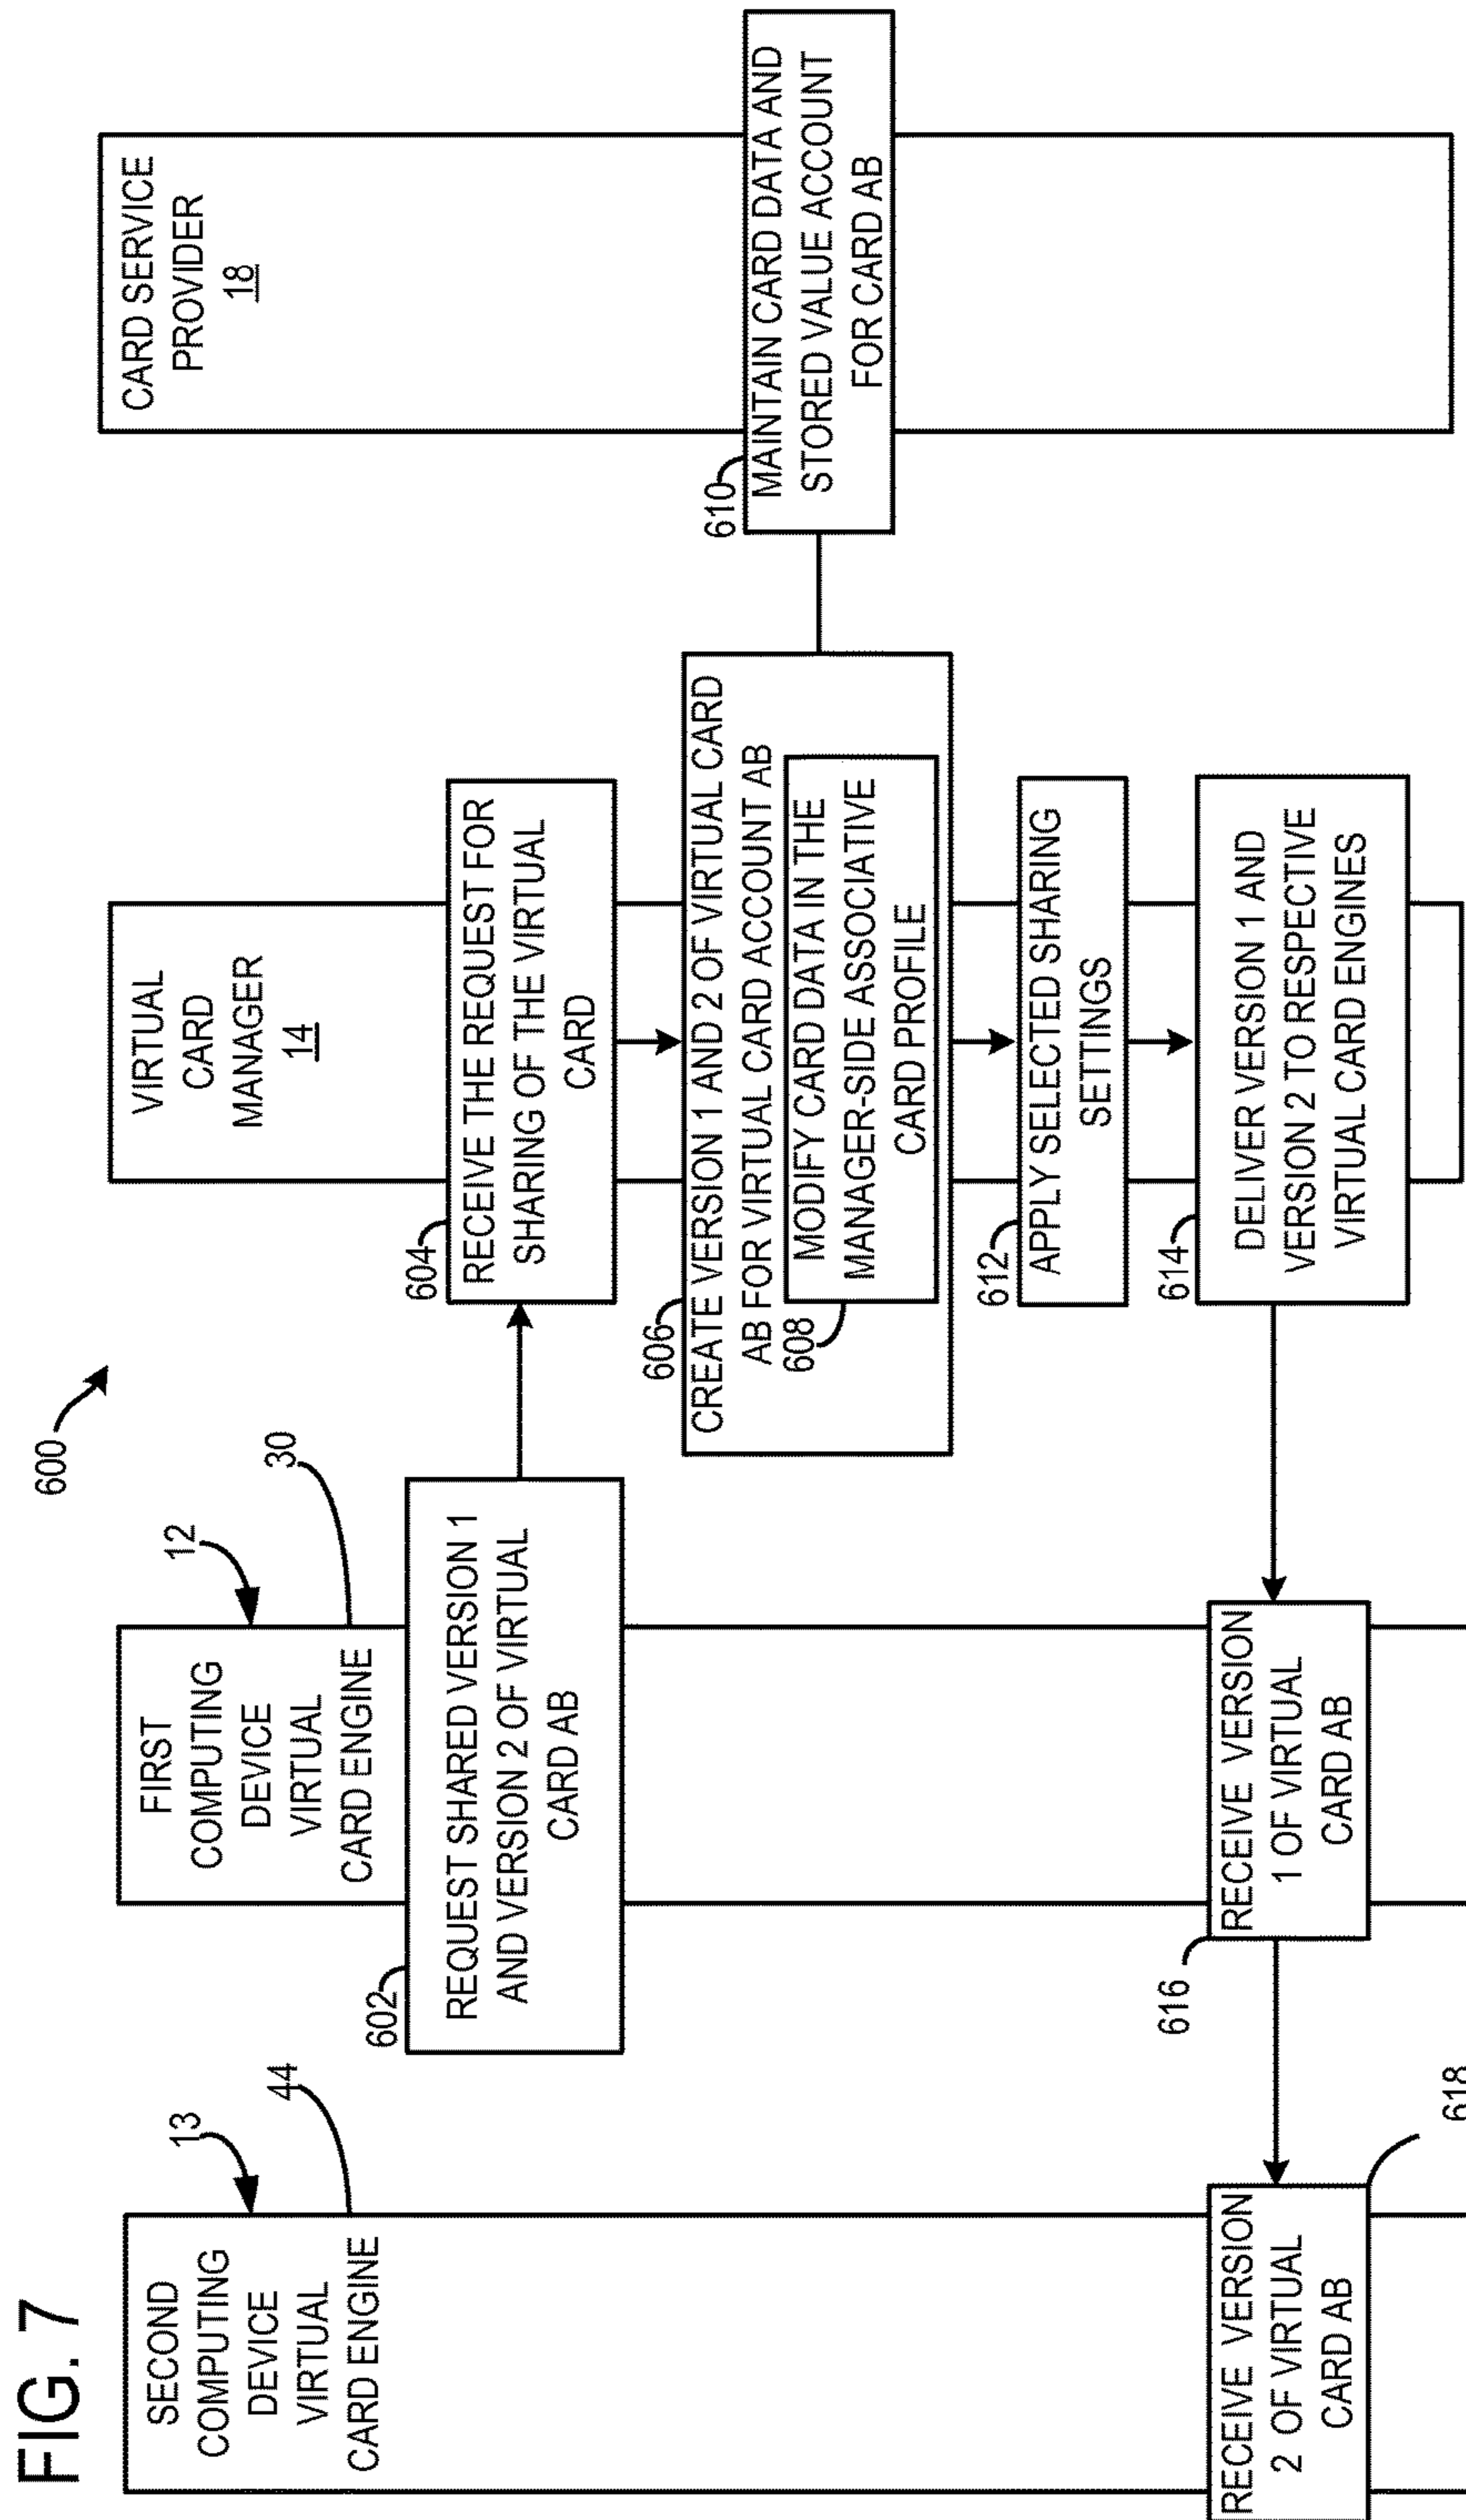 FIG. 7
600
SECOND
COMPUTING
DEVICE
VIRTUAL
CARD ENGINE
13
44
FIRST
COMPUTING
DEVICE
VIRTUAL
CARD ENGINE
12
30
VIRTUAL
CARD
MANAGER
14
CARD SERVICE
PROVIDER
18
602
REQUEST SHARED VERSION 1
AND VERSION 2 OF VIRTUAL
CARD AB
604
RECEIVE THE REQUEST FOR
SHARING OF THE VIRTUAL
CARD
606
CREATE VERSION 1 AND 2 OF VIRTUAL CARD
AB FOR VIRTUAL CARD ACCOUNT AB
608
MODIFY CARD DATA IN THE
MANAGER-SIDE ASSOCIATIVE
CARD PROFILE
610
MAINTAIN CARD DATA AND
STORED VALUE ACCOUNT
FOR CARD AB
612
APPLY SELECTED SHARING
SETTINGS
614
DELIVER VERSION 1 AND
VERSION 2 TO RESPECTIVE
VIRTUAL CARD ENGINES
616
RECEIVE VERSION
1 OF VIRTUAL
CARD AB
RECEIVE VERSION
2 OF VIRTUAL
CARD AB
618